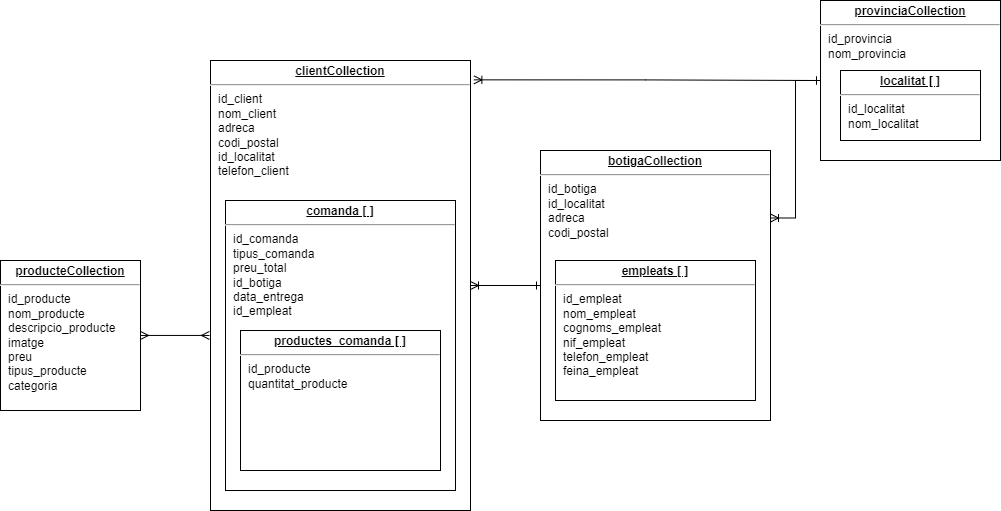 provinciaCollection
id_provincia
nom_provincia
localitat [ ]
id_localitat
nom_localitat
clientCollection
id_client
nom_client
adreca
codi_postal
id_localitat
telefon_client
comanda [ ]
id_comanda
tipus_comanda
preu_total
id_botiga
data_entrega
id_empleat
productes_comanda [ ]
id_producte
quantitat_producte
botigaCollection
id_botiga
id_localitat
adreca
codi_postal
empleats [ ]
id_empleat
nom_empleat
cognoms_empleat
nif_empleat
telefon_empleat
feina_empleat
producteCollection
id_producte
nom_producte
descripcio_producte
imatge
preu
tipus_producte
categoria